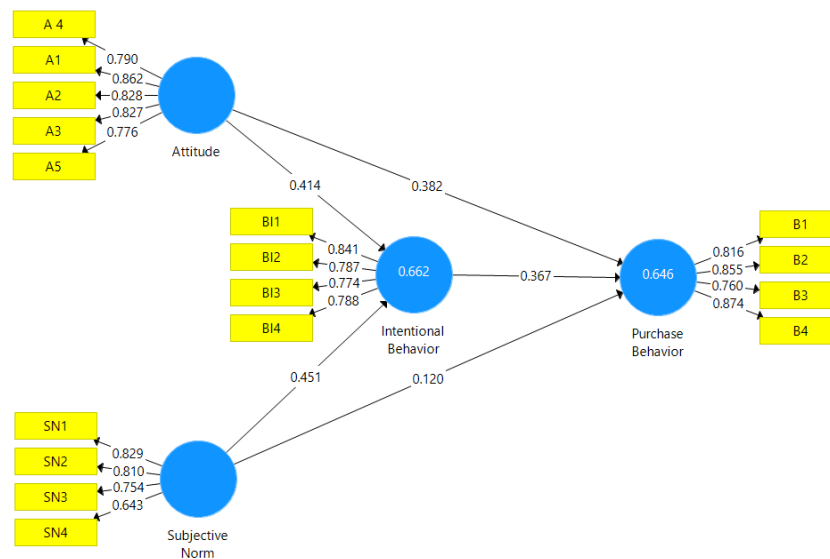 A 4
A1
A2
A3
A5
0.790
0.862
0.828
0.827
0.776
Attitude
0.414
0.382
BI1
BI2
BI3
BI4
0.841
0.787
0.774
0.788
0.662
Intentional
Behavior
0.367
0.646
Purchase
Behavior
0.816
0.855
0.760
0.874
B1
B2
B3
B4
0.451
0.120
SN1
SN2
SN3
SN4
0.829
0.810
0.754
0.643
Subjective
Norm